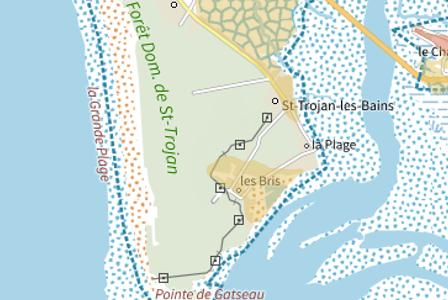 Forêt Dom. de St-Trojan
la Grande Plage
le Cha
St-Trojan-les-Bains
la Plage
les Bris
Pointe de Gatseau